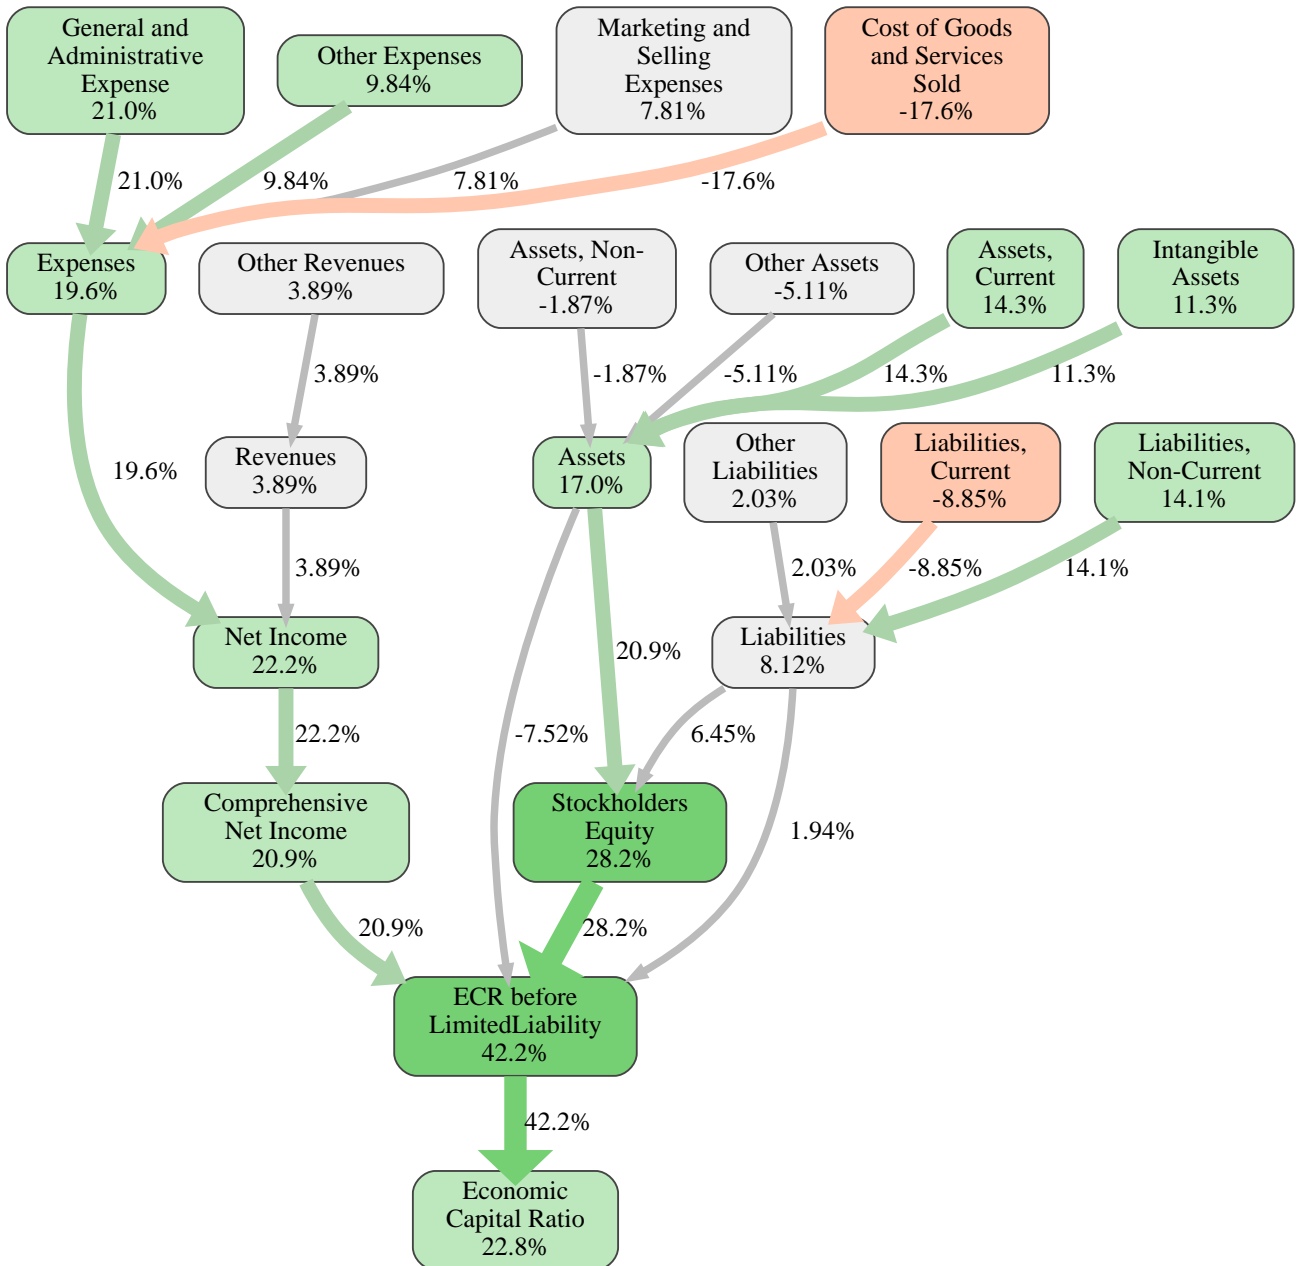 General and
Administrative
Expense
21.0%
Other Expenses
9.84%
Marketing and
Selling
Expenses
7.81%
Cost of Goods
and Services
Sold
-17.6%
21.0%
9.84%
7.81%
-17.6%
Expenses
19.6%
Other Revenues
3.89%
Assets, Non-
Current
-1.87%
Other Assets
-5.11%
Assets,
Current
14.3%
Intangible
Assets
11.3%
3.89%
-1.87%
-5.11%
14.3%
11.3%
19.6%
Revenues
3.89%
Assets
17.0%
Other
Liabilities
2.03%
Liabilities,
Current
-8.85%
Liabilities,
Non-Current
14.1%
3.89%
2.03%
-8.85%
14.1%
Net Income
22.2%
20.9%
Liabilities
8.12%
22.2%
-7.52%
6.45%
Comprehensive
Net Income
20.9%
Stockholders
Equity
28.2%
1.94%
20.9%
28.2%
ECR before
LimitedLiability
42.2%
42.2%
Economic
Capital Ratio
22.8%